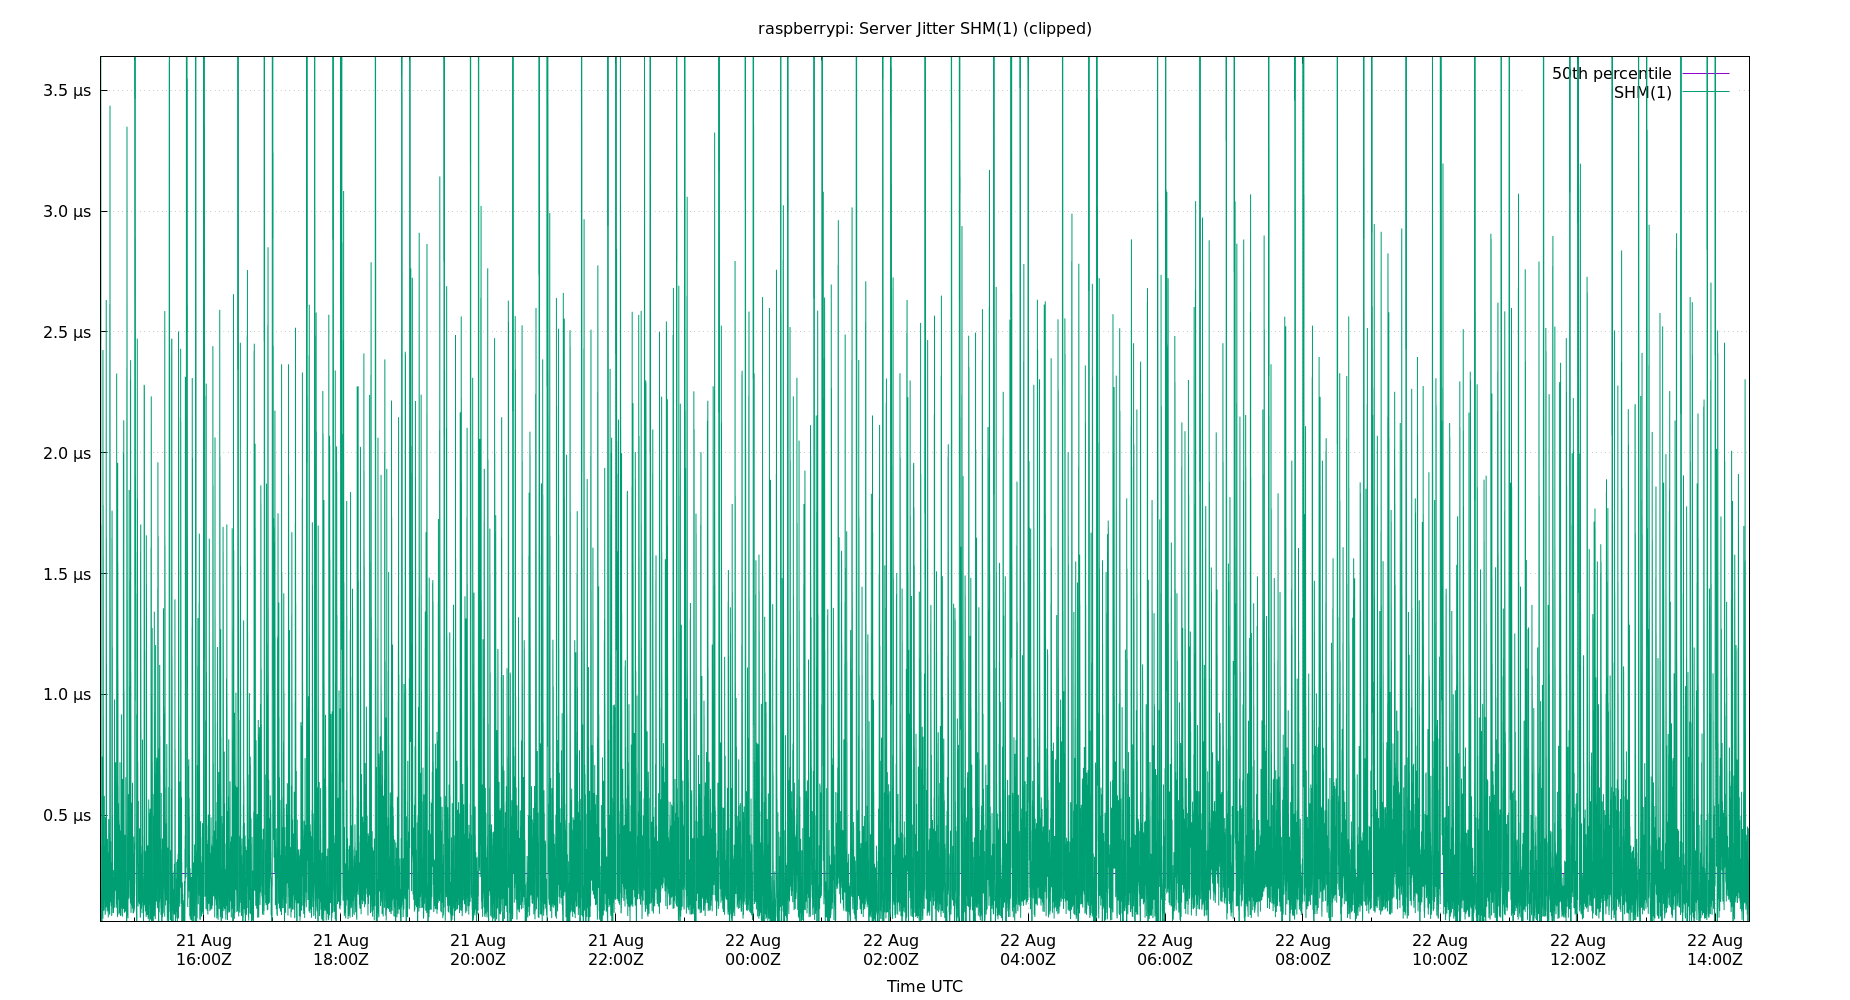 raspberrypi: Server Jitter SHM(1) (clipped)
50th percentile
SHM(1)
3.5 µs
3.0 µs
2.5 µs
2.0 µs
1.5 µs
1.0 µs
0.5 µs
21 Aug 21 Aug 21 Aug 21 Aug 22 Aug 22 Aug 22 Aug 22 Aug 22 Aug 22 Aug 22 Aug 22 Aug
16:00Z 18:00Z 20:00Z 22:00Z 00:00Z 02:00Z 04:00Z 06:00Z 08:00Z 10:00Z 12:00Z 14:00Z
Time UTC